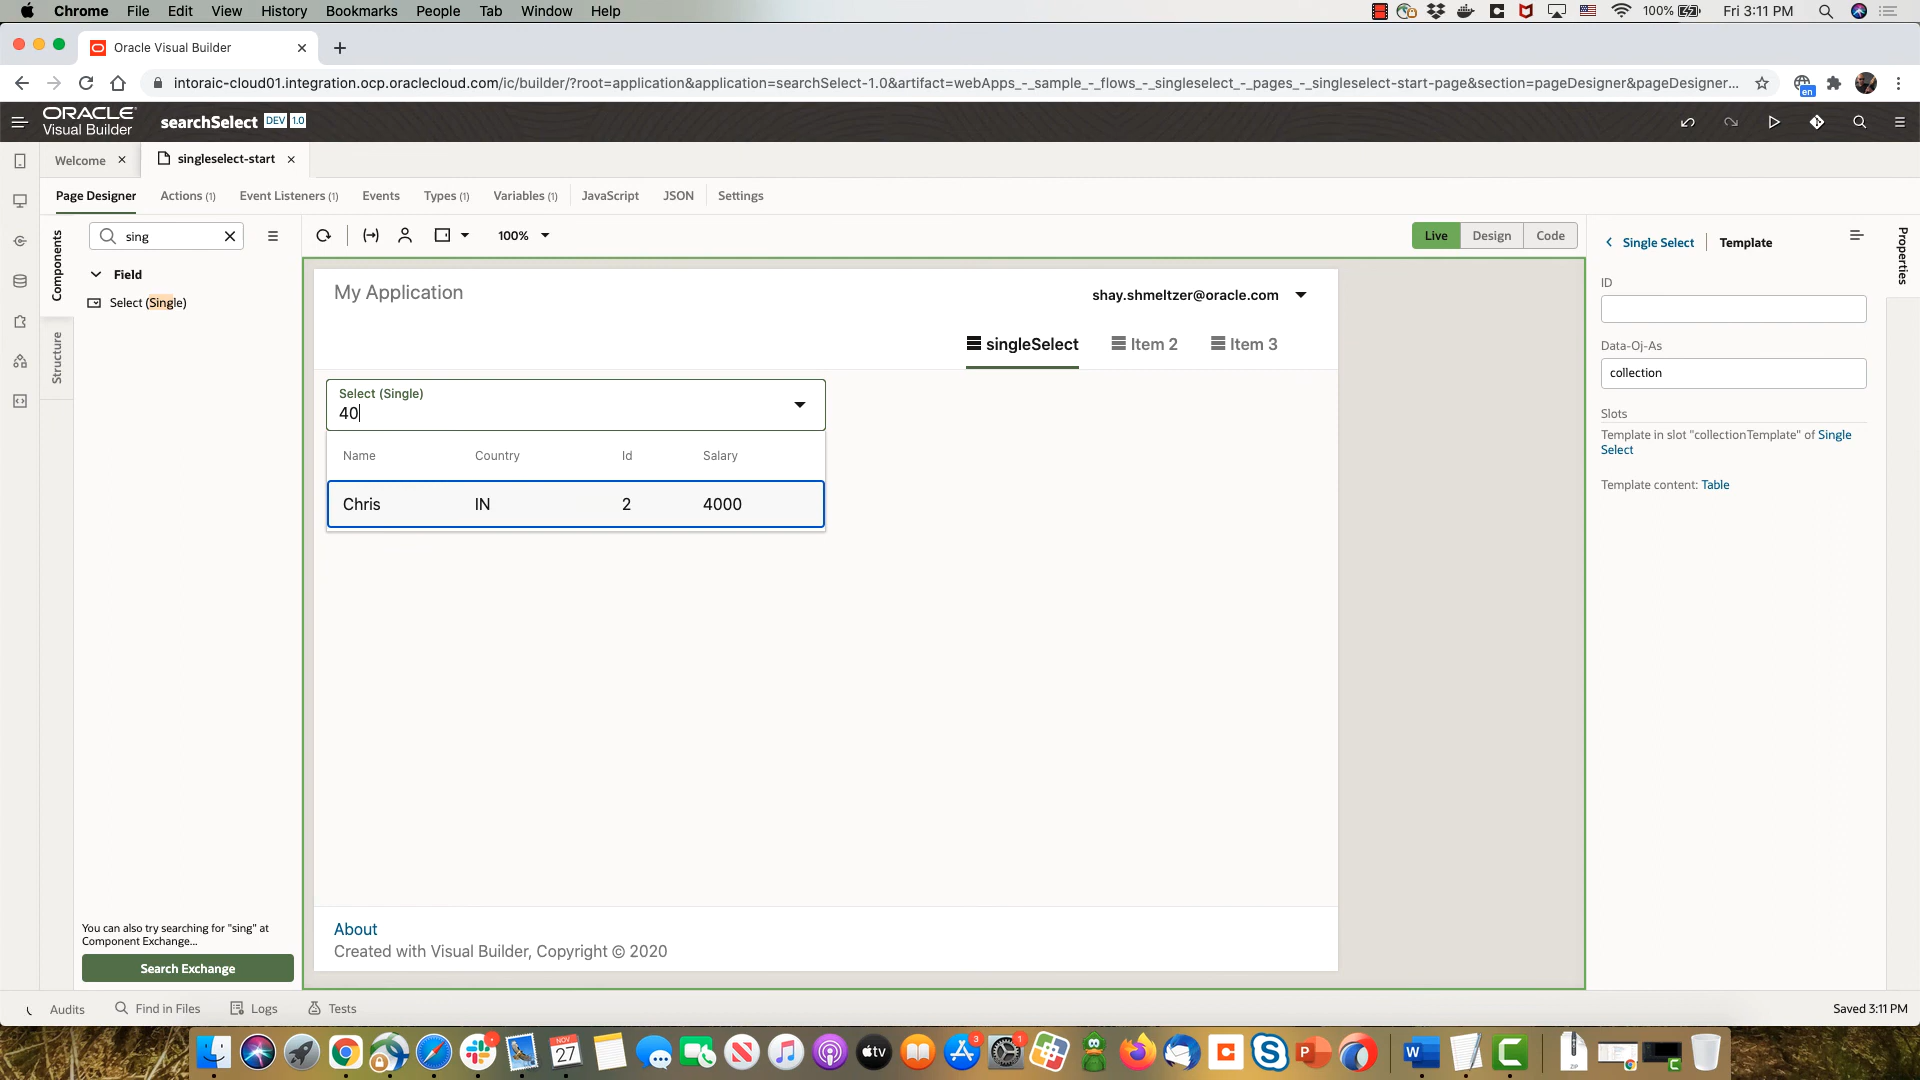 Chrome File Edit View History Bookmarks People Tab Window Help
100% Fri 3:11 PM
Oracle Visual Builder
intoraic-cloud01.integration.ocp.oraclecloud.com/ic/builder/?root=application&application=searchSelect-1.0&artifact=webApps_-_sample_-_flows_-_singleselect_-_pages_-_singleselect-start-page&section=pageDesigner&pageDesigner...
en
ORACLE
Visual Builder
searchSelect DEV 1.0
Welcome
singleselect-start
Page Designer Actions (1) Event Listeners (1) Events Types (1) Variables (1) JavaScript JSON Settings
Components
Structure
sing
Field
Select (Single)
100%
Live Design Code
My Application
shay.shmeltzer@oracle.com
singleSelect Item 2 Item 3
Select (Single)
40
Name Country Id Salary
Chris IN 2 4000
About
Created with Visual Builder, Copyright © 2020
Single Select Template
Properties
ID
Data-Oj-As
collection
Slots
Template in slot "collectionTemplate" of Single
Select
Template content: Table
You can also try searching for "sing" at
Component Exchange...
Search Exchange
Audits Find in Files Logs Tests
Saved 3:11 PM
NOV
27
tv
3
1